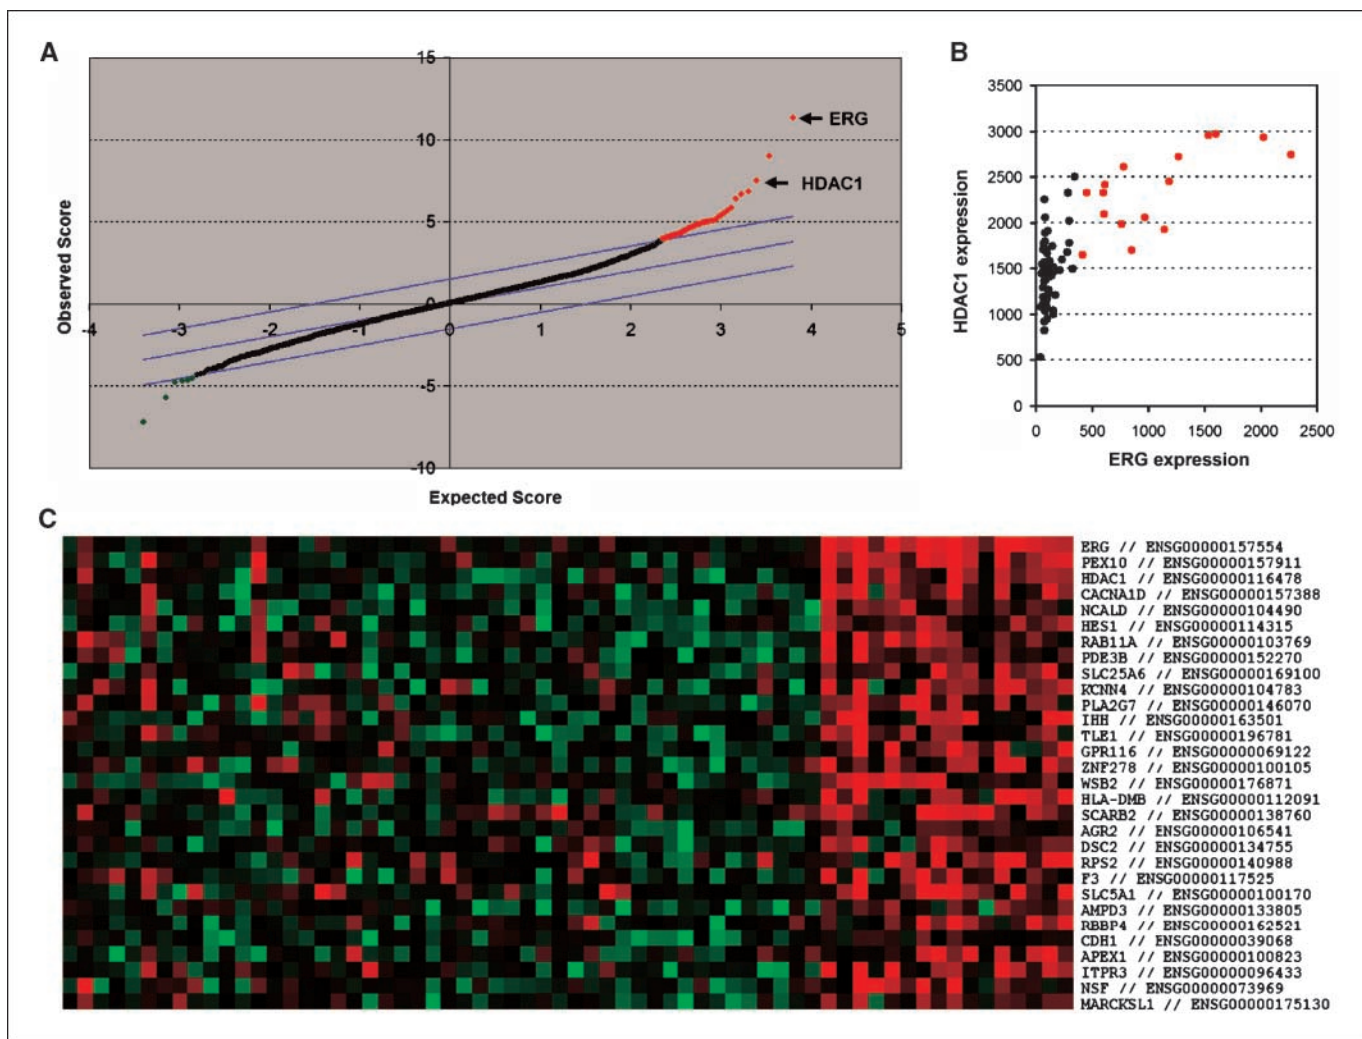 A
15
10
5
0
-5
-10
-4
-3
-2
-1
0
1
2
3
4
5
Observed Score
Expected Score
ERG
HDAC1
B
3500
3000
2500
2000
1500
1000
500
0
0 500 1000 1500 2000 2500
HDAC1 expression
ERG expression
C
ERG // ENSG00000157554
PEX10 // ENSG00000157911
HDAC1 // ENSG00000116478
CACNA1D // ENSG00000157388
NCALD // ENSG00000104490
HES1 // ENSG00000114315
RAB11A // ENSG00000103769
PDE3B // ENSG00000152270
SLC25A6 // ENSG00000169100
KCNN4 // ENSG00000104783
PLA2G7 // ENSG00000146070
IHH // ENSG00000163501
TLE1 // ENSG00000196781
GPR116 // ENSG00000069122
ZNF278 // ENSG00000100105
WSB2 // ENSG00000176871
HLA-DMB // ENSG00000112091
SCARB2 // ENSG00000138760
AGR2 // ENSG00000106541
DSC2 // ENSG00000134755
RPS2 // ENSG00000140988
F3 // ENSG00000117525
SLC5A1 // ENSG00000100170
AMPD3 // ENSG00000133805
RBBP4 // ENSG00000162521
CDH1 // ENSG00000039068
APEX1 // ENSG00000100823
ITPR3 // ENSG00000096433
NSF // ENSG00000073969
MARCKSL1 // ENSG00000175130